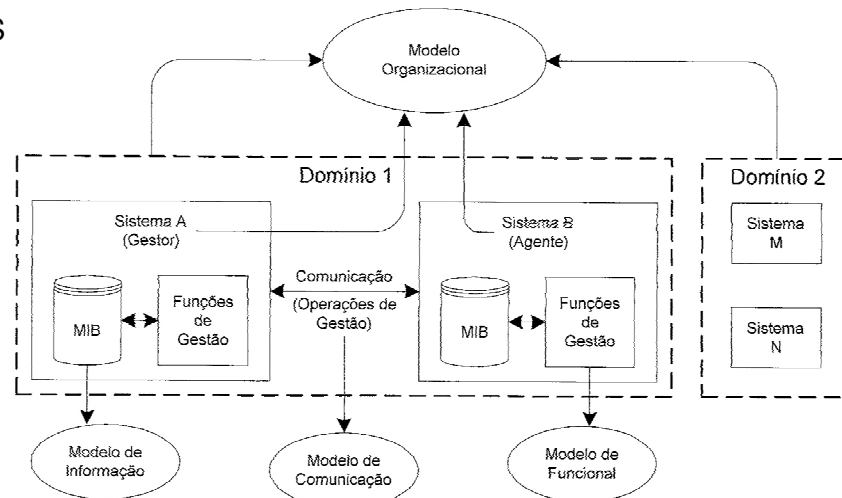 s
Modelo
Organizacional
Domínio 1
Domínio 2
Sistema A
(Gestor)
Sistema B
(Agente)
Sistema
M
Comunicação
(Operações de
Gestão)
MIB
Funções
de
Gestão
MIB
Funções
de
Gestão
Sistema
N
Modelo de
Informação
Modelo de
Comunicação
Modelo de
Funcional